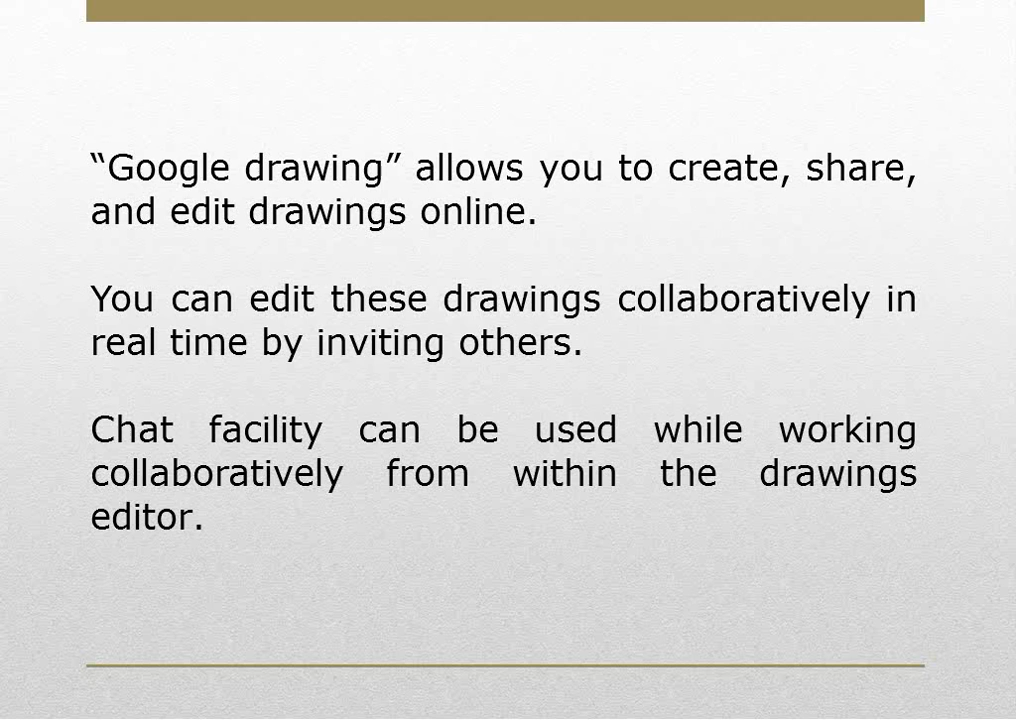 “Google drawing” allows you to create, share,
and edit drawings online.
You can edit these drawings collaboratively in
real time by inviting others.
Chat facility can be used while working
collaboratively from within the drawings
editor.